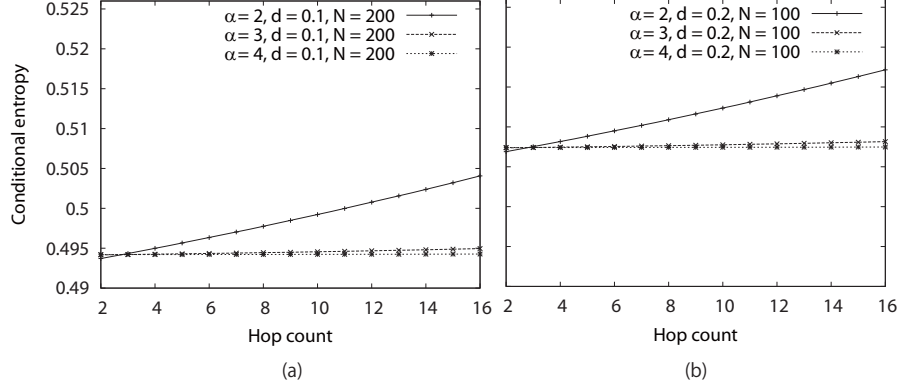 0.525
0.52
0.515
0.51
0.505
0.5
0.495
0.49
Conditional entropy
α = 2, d = 0.1, N = 200
α = 3, d = 0.1, N = 200
α = 4, d = 0.1, N = 200
2 4 6 8 10 12 14 16
Hop count
(a)
α = 2, d = 0.2, N = 100
α = 3, d = 0.2, N = 100
α = 4, d = 0.2, N = 100
2 4 6 8 10 12 14 16
Hop count
(b)